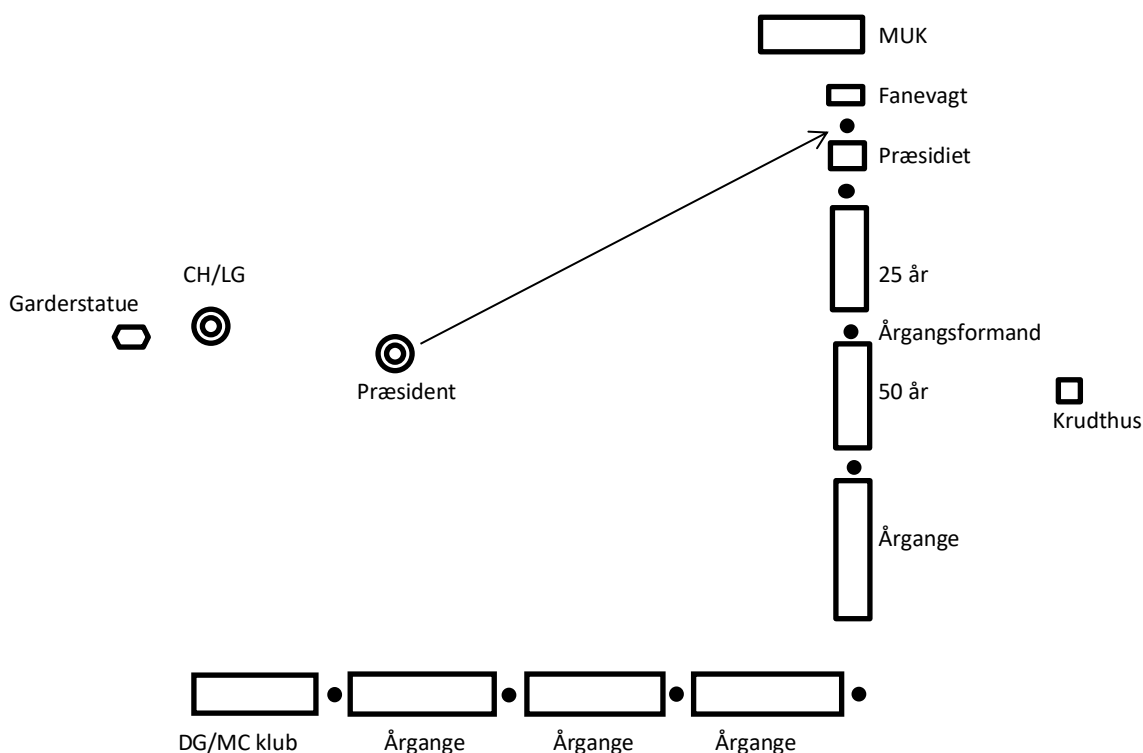 MUK
Fanevagt
Præsidiet
CH/LG
25 år
Garderstatue
Årgangsformand
Præsident
50 år
Krudthus
Årgange
DG/MC klub
Årgange
Årgange
Årgange